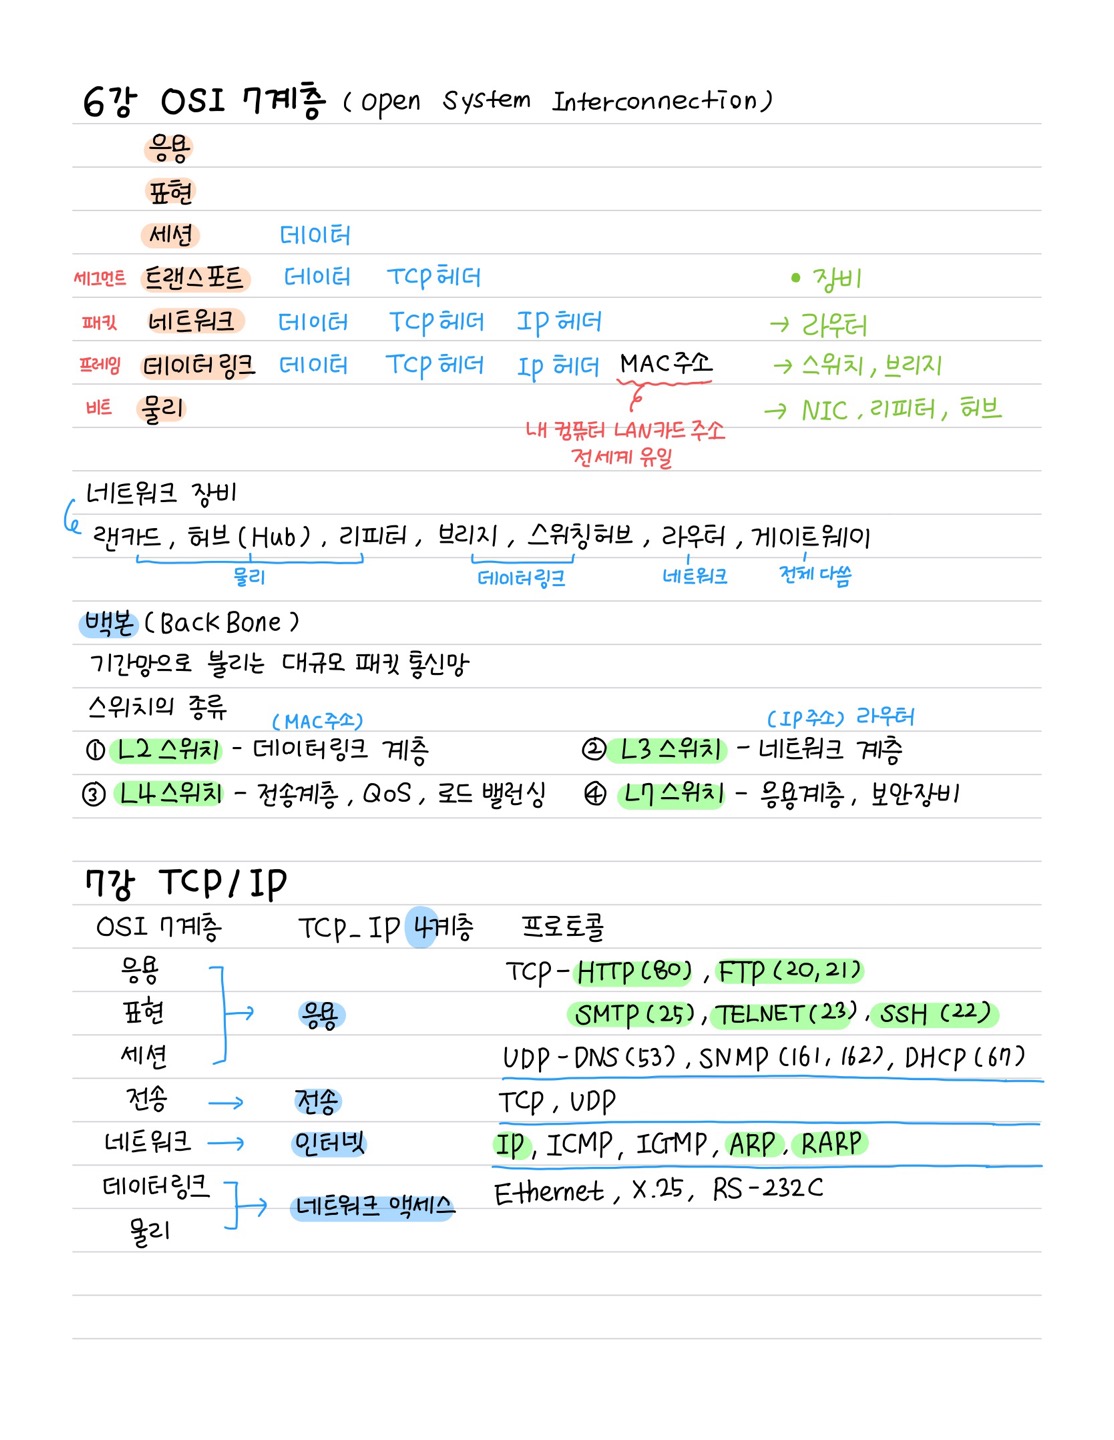 6강 OSI 7계층 (Open System Interconnection)
응용
표현
세션 데이터
세그먼트 트랜스포트 데이터 TCP헤더 • 장비
패킷 네트워크 데이터 TCP헤더 IP헤더 → 라우터
프레임 데이터링크 데이터 TCP헤더 IP헤더 MAC주소 → 스위치, 브리지
비트 물리 → NIC, 리피터, 허브
내 컴퓨터 LAN카드 주소
전세계 유일
네트워크 장비
랜카드, 허브(Hub), 리피터, 브리지, 스위칭허브, 라우터, 게이트웨이
물리 데이터링크 네트워크 전체 다씀
백본 (BackBone)
기간망으로 불리는 대규모 패킷 통신망
스위치의 종류
(MAC주소) (IP주소) 라우터
① L2 스위치 - 데이터링크 계층 ② L3 스위치 - 네트워크 계층
③ L4 스위치 - 전송계층, QoS, 로드 밸런싱 ④ L7 스위치 - 응용계층, 보안장비
7강 TCP/IP
OSI 7계층 TCP_IP 4계층 프로토콜
응용 TCP - HTTP(80), FTP(20,21)
표현 → 응용 SMTP(25), TELNET(23), SSH (22)
세션 UDP - DNS(53), SNMP(161, 162), DHCP(67)
전송 → 전송 TCP, UDP
네트워크 → 인터넷 IP, ICMP, IGMP, ARP, RARP
데이터링크 → 네트워크 액세스 Ethernet, X.25, RS-232C
물리